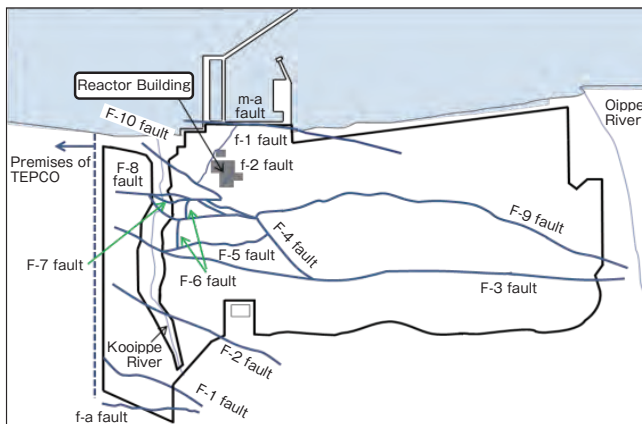 Reactor Building
m-a
fault
F-10 fault
Oippe
River
f-1 fault
Premises of
TEPCO
f-2 fault
F-8
fault
F-9 fault
F-4 fault
F-5 fault
F-7 fault
F-6 fault
F-3 fault
Kooippe
River
F-2 fault
F-1 fault
f-a fault